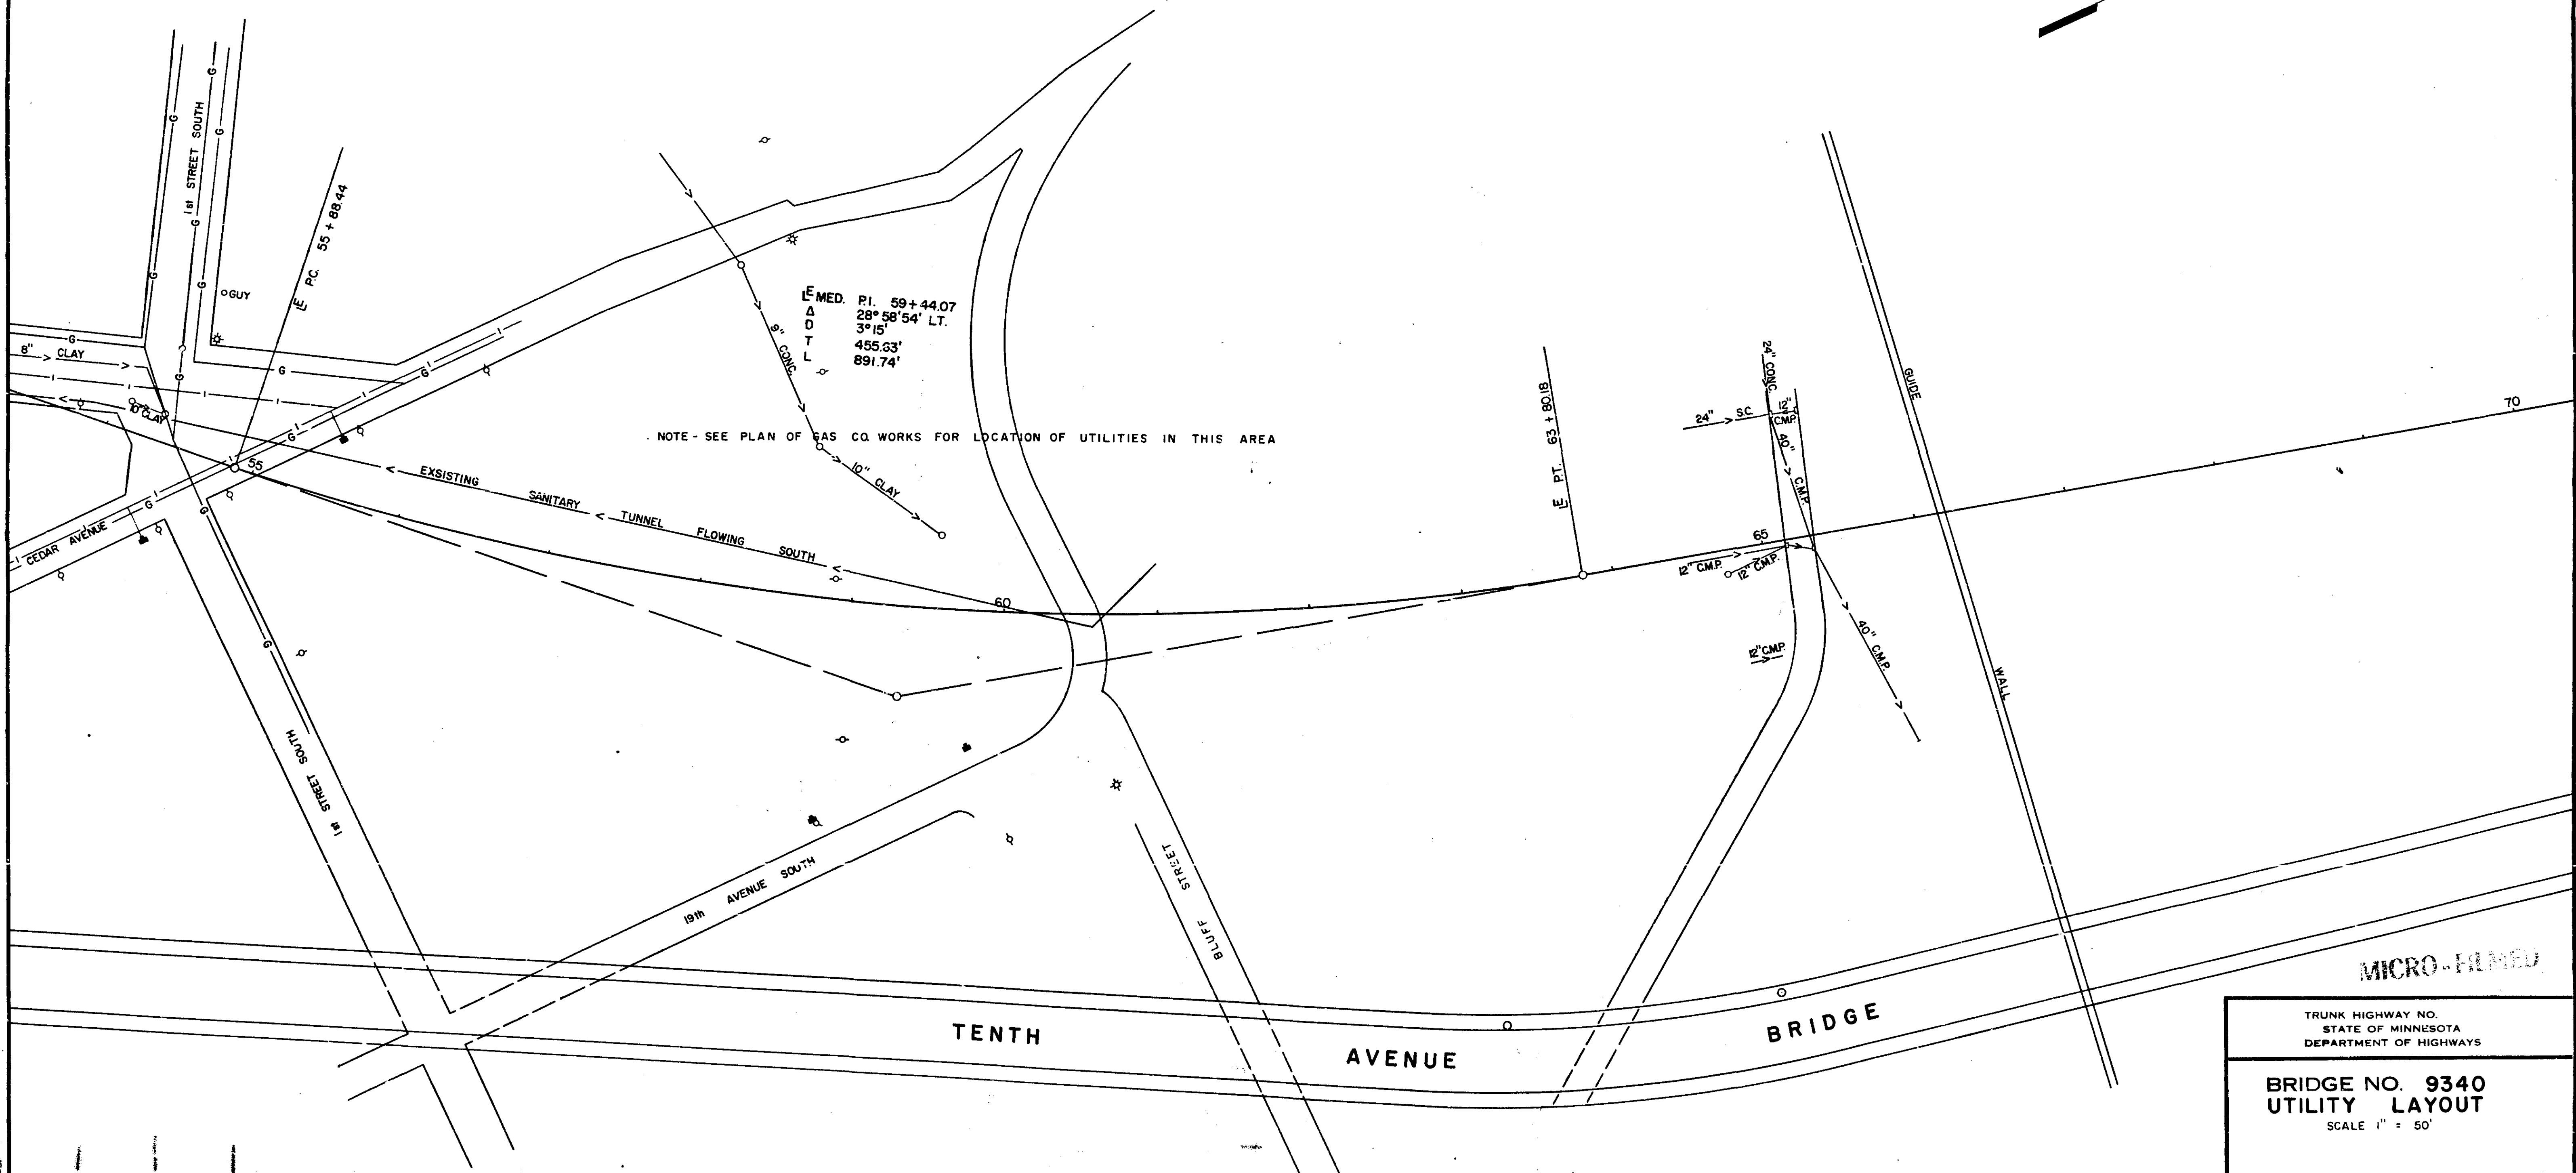 1st STREET SOUTH
G
G
G
G
G
G
G
G
℄ P.C. 55 + 88.44
GUY
8" CLAY
G
G
G
10" CLAY
G
G
G
G
G
I
I
I
I
CEDAR AVENUE
55
G
1st STREET SOUTH
9" CONC.
℄ MED. P.I. 59+44.07
Δ 28° 58' 54' LT.
D 3° 15'
T 455.63'
L 891.74'
NOTE - SEE PLAN OF GAS CO. WORKS FOR LOCATION OF UTILITIES IN THIS AREA
10" CLAY
EXSISTING SANITARY TUNNEL FLOWING SOUTH
60
℄ P.T. 63 + 80.18
24" CONC.
24" S.C.
12"
C.M.P.
40" C.M.P.
65
12" C.M.P.
12" C.M.P.
12" C.M.P.
40" C.M.P.
GUIDE WALL
70
19th AVENUE SOUTH
BLUFF STREET
TENTH AVENUE BRIDGE
MICRO-FILMED
TRUNK HIGHWAY NO.
STATE OF MINNESOTA
DEPARTMENT OF HIGHWAYS
BRIDGE NO. 9340
UTILITY LAYOUT
SCALE 1" = 50'